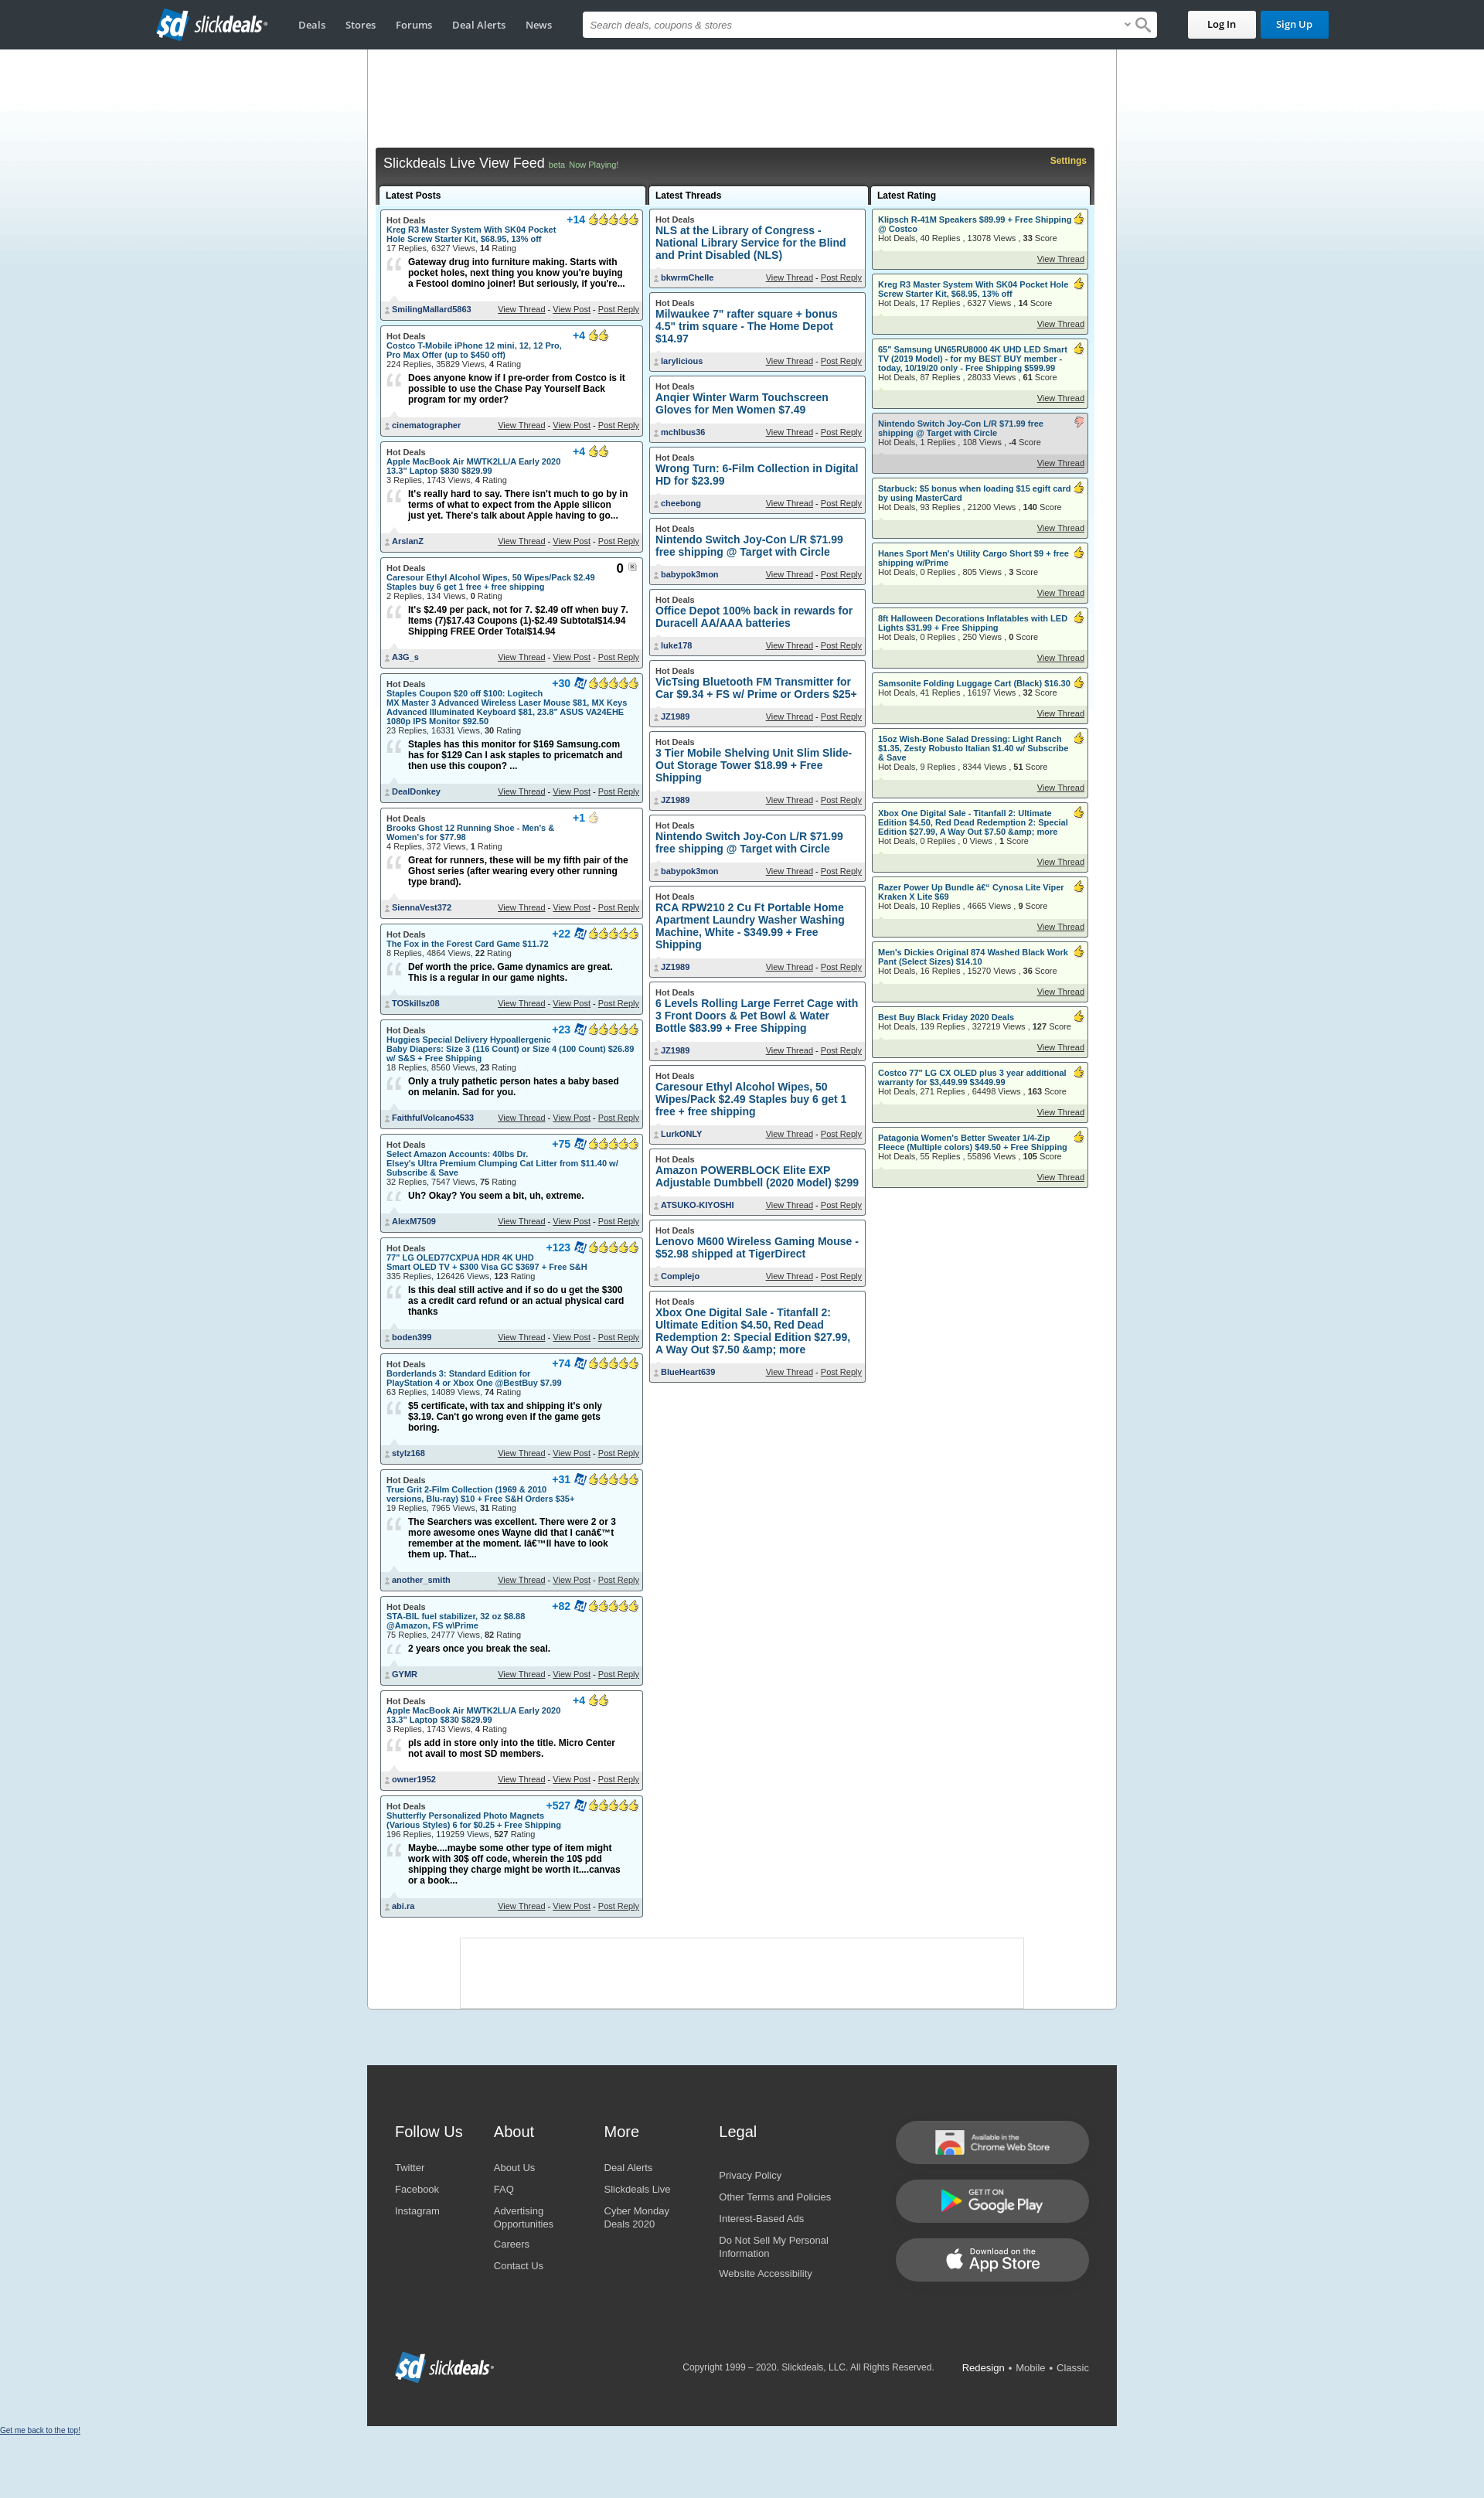 slickdeals
Deals
Stores
Forums
Deal Alerts
News
Search deals, coupons & stores
Log In
Sign Up
Slickdeals Live View Feed beta Now Playing!
Settings
Latest Posts
Hot Deals
+14
Kreg R3 Master System With SK04 Pocket
Hole Screw Starter Kit, $68.95, 13% off
17 Replies, 6327 Views, 14 Rating
Gateway drug into furniture making. Starts with
pocket holes, next thing you know you're buying
a Festool domino joiner! But seriously, if you're...
SmilingMallard5863
View Thread - View Post - Post Reply
Hot Deals
+4
Costco T-Mobile iPhone 12 mini, 12, 12 Pro,
Pro Max Offer (up to $450 off)
224 Replies, 35829 Views, 4 Rating
Does anyone know if I pre-order from Costco is it
possible to use the Chase Pay Yourself Back
program for my order?
cinematographer
View Thread - View Post - Post Reply
Hot Deals
+4
Apple MacBook Air MWTK2LL/A Early 2020
13.3" Laptop $830 $829.99
3 Replies, 1743 Views, 4 Rating
It's really hard to say. There isn't much to go by in
terms of what to expect from the Apple silicon
just yet. There's talk about Apple having to go...
ArslanZ
View Thread - View Post - Post Reply
Hot Deals
0
Caresour Ethyl Alcohol Wipes, 50 Wipes/Pack $2.49
Staples buy 6 get 1 free + free shipping
2 Replies, 134 Views, 0 Rating
It's $2.49 per pack, not for 7. $2.49 off when buy 7.
Items (7)$17.43 Coupons (1)-$2.49 Subtotal$14.94
Shipping FREE Order Total$14.94
A3G_s
View Thread - View Post - Post Reply
Hot Deals
+30
Staples Coupon $20 off $100: Logitech
MX Master 3 Advanced Wireless Laser Mouse $81, MX Keys
Advanced Illuminated Keyboard $81, 23.8" ASUS VA24EHE
1080p IPS Monitor $92.50
23 Replies, 16331 Views, 30 Rating
Staples has this monitor for $169 Samsung.com
has for $129 Can I ask staples to pricematch and
then use this coupon? ...
DealDonkey
View Thread - View Post - Post Reply
Hot Deals
+1
Brooks Ghost 12 Running Shoe - Men's &
Women's for $77.98
4 Replies, 372 Views, 1 Rating
Great for runners, these will be my fifth pair of the
Ghost series (after wearing every other running
type brand).
SiennaVest372
View Thread - View Post - Post Reply
Hot Deals
+22
The Fox in the Forest Card Game $11.72
8 Replies, 4864 Views, 22 Rating
Def worth the price. Game dynamics are great.
This is a regular in our game nights.
TOSkillsz08
View Thread - View Post - Post Reply
Hot Deals
+23
Huggies Special Delivery Hypoallergenic
Baby Diapers: Size 3 (116 Count) or Size 4 (100 Count) $26.89
w/ S&S + Free Shipping
18 Replies, 8560 Views, 23 Rating
Only a truly pathetic person hates a baby based
on melanin. Sad for you.
FaithfulVolcano4533
View Thread - View Post - Post Reply
Hot Deals
+75
Select Amazon Accounts: 40lbs Dr.
Elsey's Ultra Premium Clumping Cat Litter from $11.40 w/
Subscribe & Save
32 Replies, 7547 Views, 75 Rating
Uh? Okay? You seem a bit, uh, extreme.
AlexM7509
View Thread - View Post - Post Reply
Hot Deals
+123
77" LG OLED77CXPUA HDR 4K UHD
Smart OLED TV + $300 Visa GC $3697 + Free S&H
335 Replies, 126426 Views, 123 Rating
Is this deal still active and if so do u get the $300
as a credit card refund or an actual physical card
thanks
boden399
View Thread - View Post - Post Reply
Hot Deals
+74
Borderlands 3: Standard Edition for
PlayStation 4 or Xbox One @BestBuy $7.99
63 Replies, 14089 Views, 74 Rating
$5 certificate, with tax and shipping it's only
$3.19. Can't go wrong even if the game gets
boring.
stylz168
View Thread - View Post - Post Reply
Hot Deals
+31
True Grit 2-Film Collection (1969 & 2010
versions, Blu-ray) $10 + Free S&H Orders $35+
19 Replies, 7965 Views, 31 Rating
The Searchers was excellent. There were 2 or 3
more awesome ones Wayne did that I canâ€™t
remember at the moment. Iâ€™ll have to look
them up. That...
another_smith
View Thread - View Post - Post Reply
Hot Deals
+82
STA-BIL fuel stabilizer, 32 oz $8.88
@Amazon, FS w\Prime
75 Replies, 24777 Views, 82 Rating
2 years once you break the seal.
GYMR
View Thread - View Post - Post Reply
Hot Deals
+4
Apple MacBook Air MWTK2LL/A Early 2020
13.3" Laptop $830 $829.99
3 Replies, 1743 Views, 4 Rating
pls add in store only into the title. Micro Center
not avail to most SD members.
owner1952
View Thread - View Post - Post Reply
Hot Deals
+527
Shutterfly Personalized Photo Magnets
(Various Styles) 6 for $0.25 + Free Shipping
196 Replies, 119259 Views, 527 Rating
Maybe....maybe some other type of item might
work with 30$ off code, wherein the 10$ pdd
shipping they charge might be worth it....canvas
or a book...
abi.ra
View Thread - View Post - Post Reply
Latest Threads
Hot Deals
NLS at the Library of Congress -
National Library Service for the Blind
and Print Disabled (NLS)
bkwrmChelle
View Thread - Post Reply
Hot Deals
Milwaukee 7" rafter square + bonus
4.5" trim square - The Home Depot
$14.97
larylicious
View Thread - Post Reply
Hot Deals
Anqier Winter Warm Touchscreen
Gloves for Men Women $7.49
mchlbus36
View Thread - Post Reply
Hot Deals
Wrong Turn: 6-Film Collection in Digital
HD for $23.99
cheebong
View Thread - Post Reply
Hot Deals
Nintendo Switch Joy-Con L/R $71.99
free shipping @ Target with Circle
babypok3mon
View Thread - Post Reply
Hot Deals
Office Depot 100% back in rewards for
Duracell AA/AAA batteries
luke178
View Thread - Post Reply
Hot Deals
VicTsing Bluetooth FM Transmitter for
Car $9.34 + FS w/ Prime or Orders $25+
JZ1989
View Thread - Post Reply
Hot Deals
3 Tier Mobile Shelving Unit Slim Slide-
Out Storage Tower $18.99 + Free
Shipping
JZ1989
View Thread - Post Reply
Hot Deals
Nintendo Switch Joy-Con L/R $71.99
free shipping @ Target with Circle
babypok3mon
View Thread - Post Reply
Hot Deals
RCA RPW210 2 Cu Ft Portable Home
Apartment Laundry Washer Washing
Machine, White - $349.99 + Free
Shipping
JZ1989
View Thread - Post Reply
Hot Deals
6 Levels Rolling Large Ferret Cage with
3 Front Doors & Pet Bowl & Water
Bottle $83.99 + Free Shipping
JZ1989
View Thread - Post Reply
Hot Deals
Caresour Ethyl Alcohol Wipes, 50
Wipes/Pack $2.49 Staples buy 6 get 1
free + free shipping
LurkONLY
View Thread - Post Reply
Hot Deals
Amazon POWERBLOCK Elite EXP
Adjustable Dumbbell (2020 Model) $299
ATSUKO-KIYOSHI
View Thread - Post Reply
Hot Deals
Lenovo M600 Wireless Gaming Mouse -
$52.98 shipped at TigerDirect
Complejo
View Thread - Post Reply
Hot Deals
Xbox One Digital Sale - Titanfall 2:
Ultimate Edition $4.50, Red Dead
Redemption 2: Special Edition $27.99,
A Way Out $7.50 &amp; more
BlueHeart639
View Thread - Post Reply
Latest Rating
Klipsch R-41M Speakers $89.99 + Free Shipping
@ Costco
Hot Deals, 40 Replies , 13078 Views , 33 Score
View Thread
Kreg R3 Master System With SK04 Pocket Hole
Screw Starter Kit, $68.95, 13% off
Hot Deals, 17 Replies , 6327 Views , 14 Score
View Thread
65" Samsung UN65RU8000 4K UHD LED Smart
TV (2019 Model) - for my BEST BUY member -
today, 10/19/20 only - Free Shipping $599.99
Hot Deals, 87 Replies , 28033 Views , 61 Score
View Thread
Nintendo Switch Joy-Con L/R $71.99 free
shipping @ Target with Circle
Hot Deals, 1 Replies , 108 Views , -4 Score
View Thread
Starbuck: $5 bonus when loading $15 egift card
by using MasterCard
Hot Deals, 93 Replies , 21200 Views , 140 Score
View Thread
Hanes Sport Men's Utility Cargo Short $9 + free
shipping w/Prime
Hot Deals, 0 Replies , 805 Views , 3 Score
View Thread
8ft Halloween Decorations Inflatables with LED
Lights $31.99 + Free Shipping
Hot Deals, 0 Replies , 250 Views , 0 Score
View Thread
Samsonite Folding Luggage Cart (Black) $16.30
Hot Deals, 41 Replies , 16197 Views , 32 Score
View Thread
15oz Wish-Bone Salad Dressing: Light Ranch
$1.35, Zesty Robusto Italian $1.40 w/ Subscribe
& Save
Hot Deals, 9 Replies , 8344 Views , 51 Score
View Thread
Xbox One Digital Sale - Titanfall 2: Ultimate
Edition $4.50, Red Dead Redemption 2: Special
Edition $27.99, A Way Out $7.50 &amp; more
Hot Deals, 0 Replies , 0 Views , 1 Score
View Thread
Razer Power Up Bundle â€“ Cynosa Lite Viper
Kraken X Lite $69
Hot Deals, 10 Replies , 4665 Views , 9 Score
View Thread
Men's Dickies Original 874 Washed Black Work
Pant (Select Sizes) $14.10
Hot Deals, 16 Replies , 15270 Views , 36 Score
View Thread
Best Buy Black Friday 2020 Deals
Hot Deals, 139 Replies , 327219 Views , 127 Score
View Thread
Costco 77" LG CX OLED plus 3 year additional
warranty for $3,449.99 $3449.99
Hot Deals, 271 Replies , 64498 Views , 163 Score
View Thread
Patagonia Women's Better Sweater 1/4-Zip
Fleece (Multiple colors) $49.50 + Free Shipping
Hot Deals, 55 Replies , 55896 Views , 105 Score
View Thread
Follow Us
Twitter
Facebook
Instagram
About
About Us
FAQ
Advertising
Opportunities
Careers
Contact Us
More
Deal Alerts
Slickdeals Live
Cyber Monday
Deals 2020
Legal
Privacy Policy
Other Terms and Policies
Interest-Based Ads
Do Not Sell My Personal
Information
Website Accessibility
Available in the
Chrome Web Store
GET IT ON
Google Play
Download on the
App Store
slickdeals
Copyright 1999 – 2020. Slickdeals, LLC. All Rights Reserved.
Redesign • Mobile • Classic
Get me back to the top!